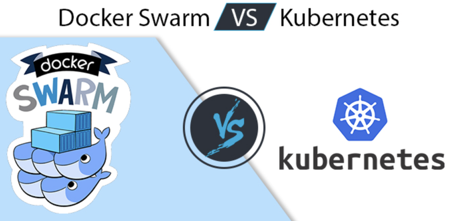 Docker Swarm VS Kubernetes
docker
SWARM
VS
kubernetes